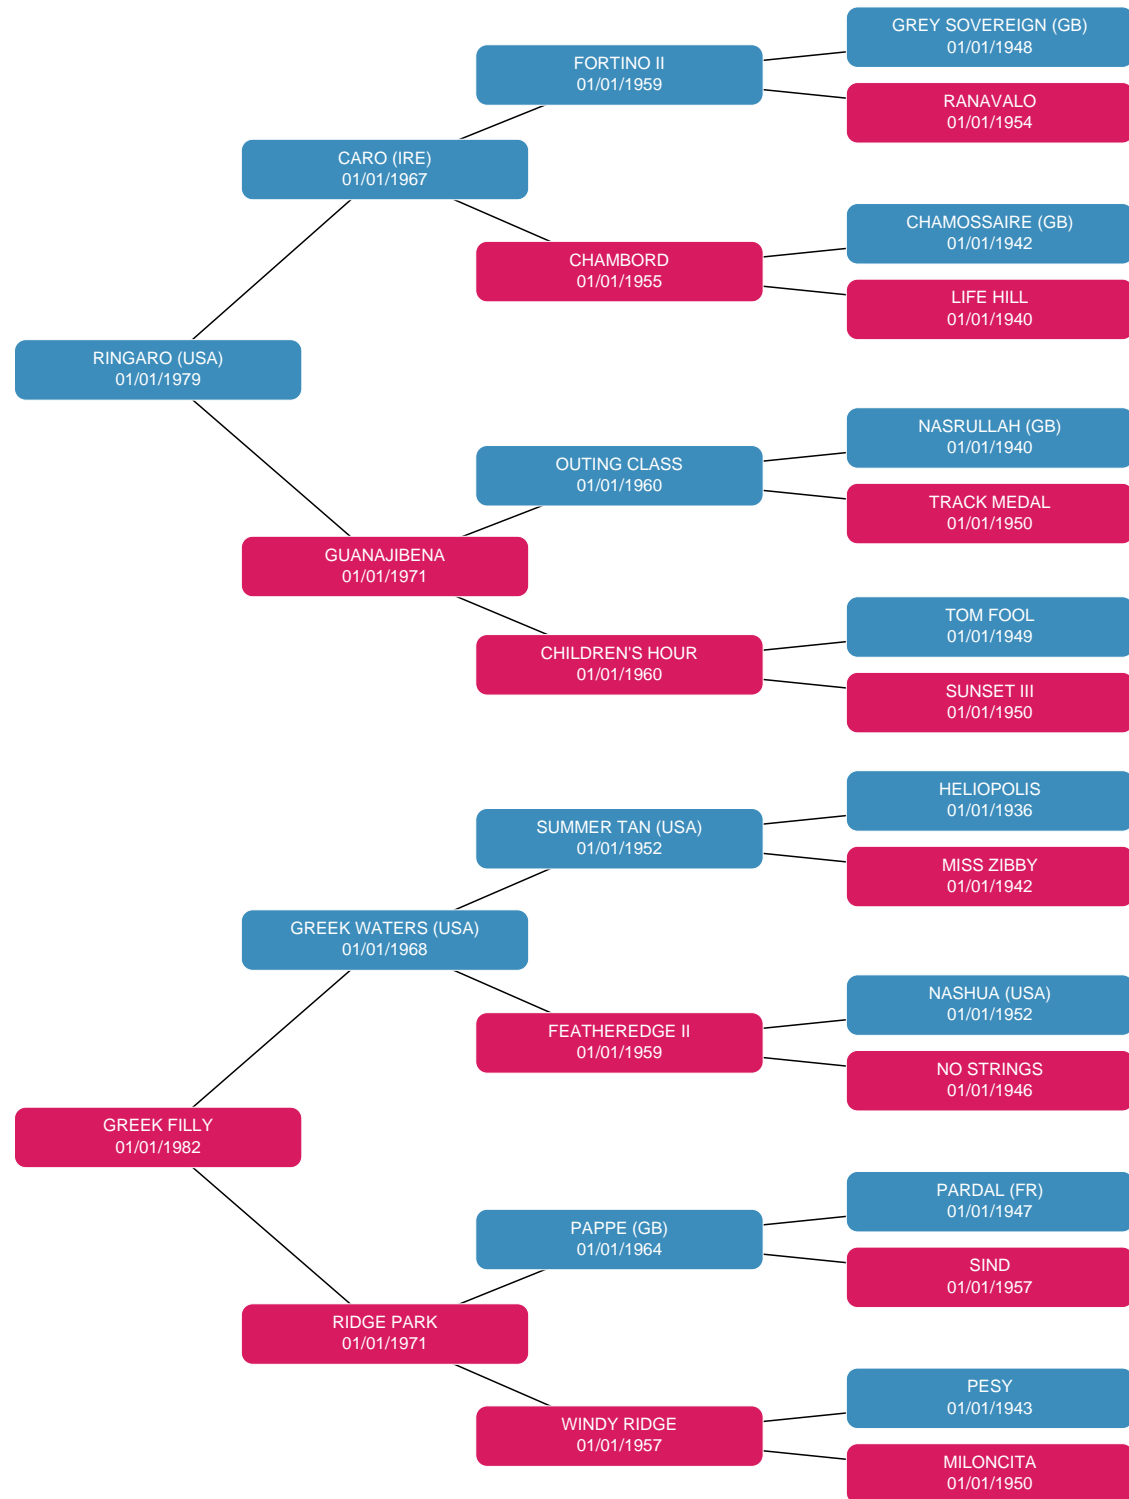 GREY SOVEREIGN (GB)
01/01/1948
FORTINO II
01/01/1959
RANAVALO
01/01/1954
CARO (IRE)
01/01/1967
CHAMOSSAIRE (GB)
01/01/1942
CHAMBORD
01/01/1955
LIFE HILL
01/01/1940
RINGARO (USA)
01/01/1979
NASRULLAH (GB)
01/01/1940
OUTING CLASS
01/01/1960
TRACK MEDAL
01/01/1950
GUANAJIBENA
01/01/1971
TOM FOOL
01/01/1949
CHILDREN'S HOUR
01/01/1960
SUNSET III
01/01/1950
HELIOPOLIS
01/01/1936
SUMMER TAN (USA)
01/01/1952
MISS ZIBBY
01/01/1942
GREEK WATERS (USA)
01/01/1968
NASHUA (USA)
01/01/1952
FEATHEREDGE II
01/01/1959
NO STRINGS
01/01/1946
GREEK FILLY
01/01/1982
PARDAL (FR)
01/01/1947
PAPPE (GB)
01/01/1964
SIND
01/01/1957
RIDGE PARK
01/01/1971
PESY
01/01/1943
WINDY RIDGE
01/01/1957
MILONCITA
01/01/1950